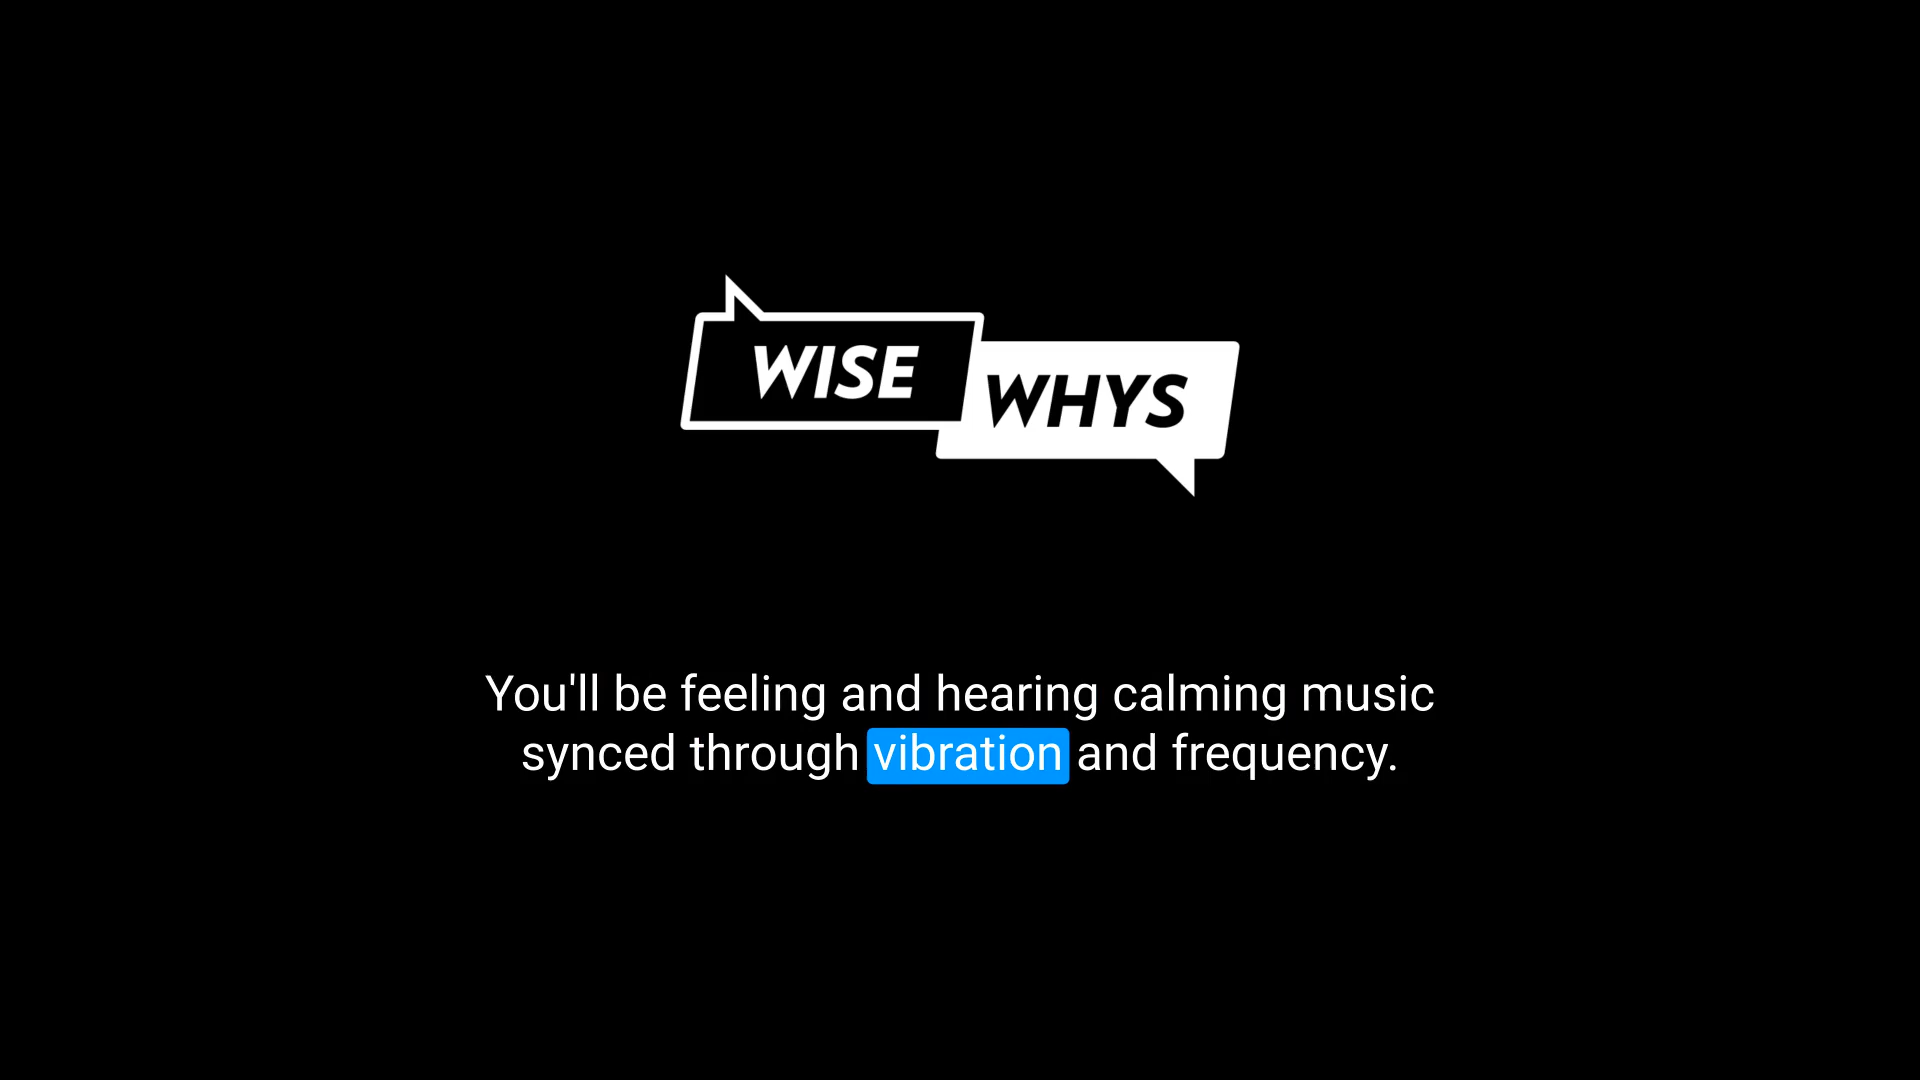 WISE
WHYS
You'll be feeling and hearing calming music
synced through vibration and frequency.